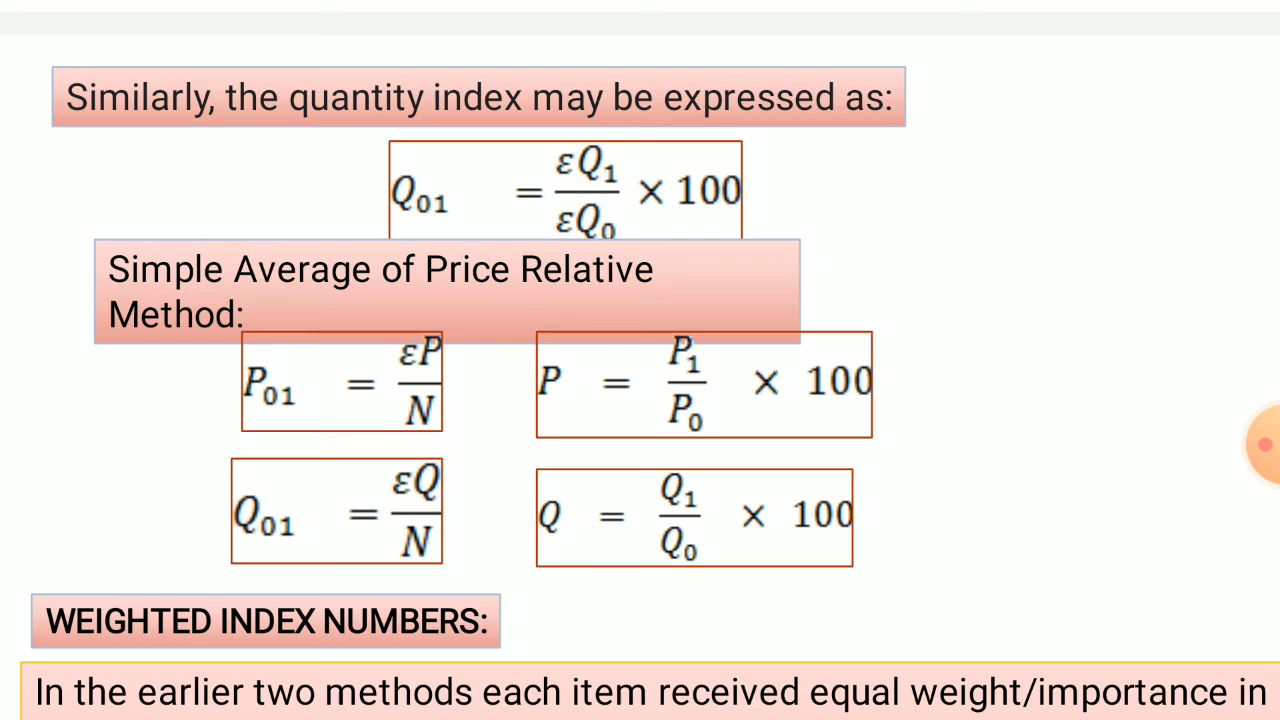 Similarly, the quantity index may be expressed as:
Q₀₁ = εQ₁/εQ₀ × 100
Simple Average of Price Relative
Method:
P₀₁ = εP/N P = P₁/P₀ × 100
Q₀₁ = εQ/N Q = Q₁/Q₀ × 100
WEIGHTED INDEX NUMBERS:
In the earlier two methods each item received equal weight/importance in